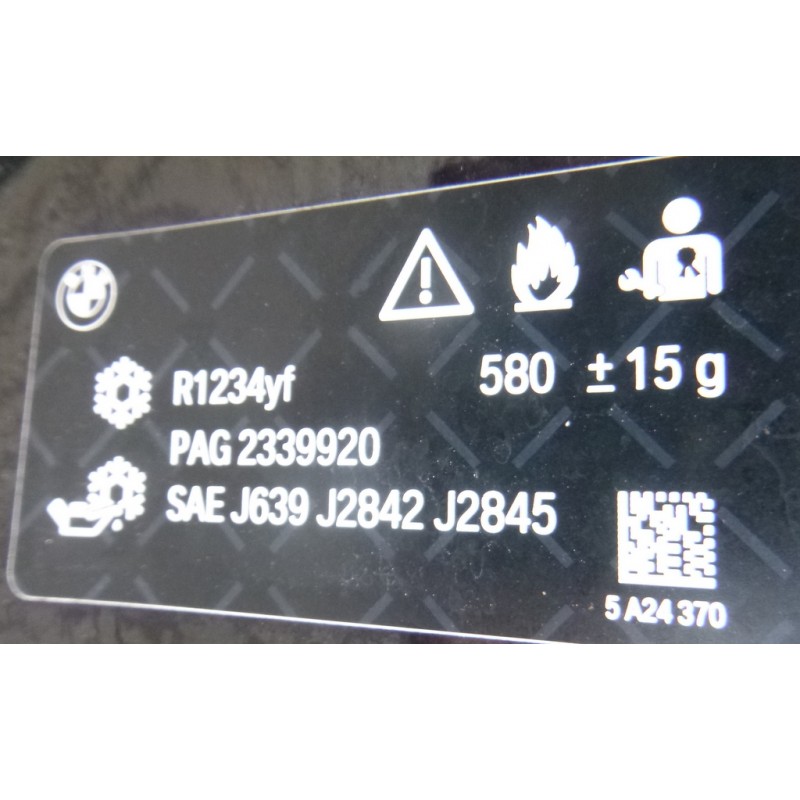 R1234yf 580 ±15 g
PAG 2339920
SAE J639 J2842 J2845
5 A24 370